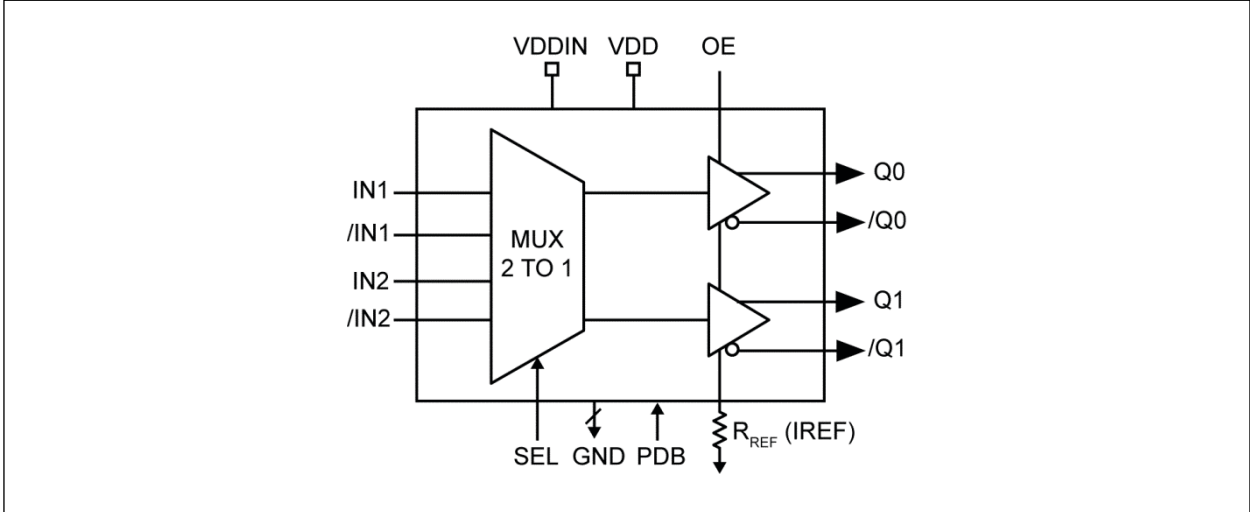 VDDIN VDD OE
IN1
/IN1
IN2
/IN2
MUX
2 TO 1
Q0
/Q0
Q1
/Q1
SEL GND PDB
R_REF (IREF)